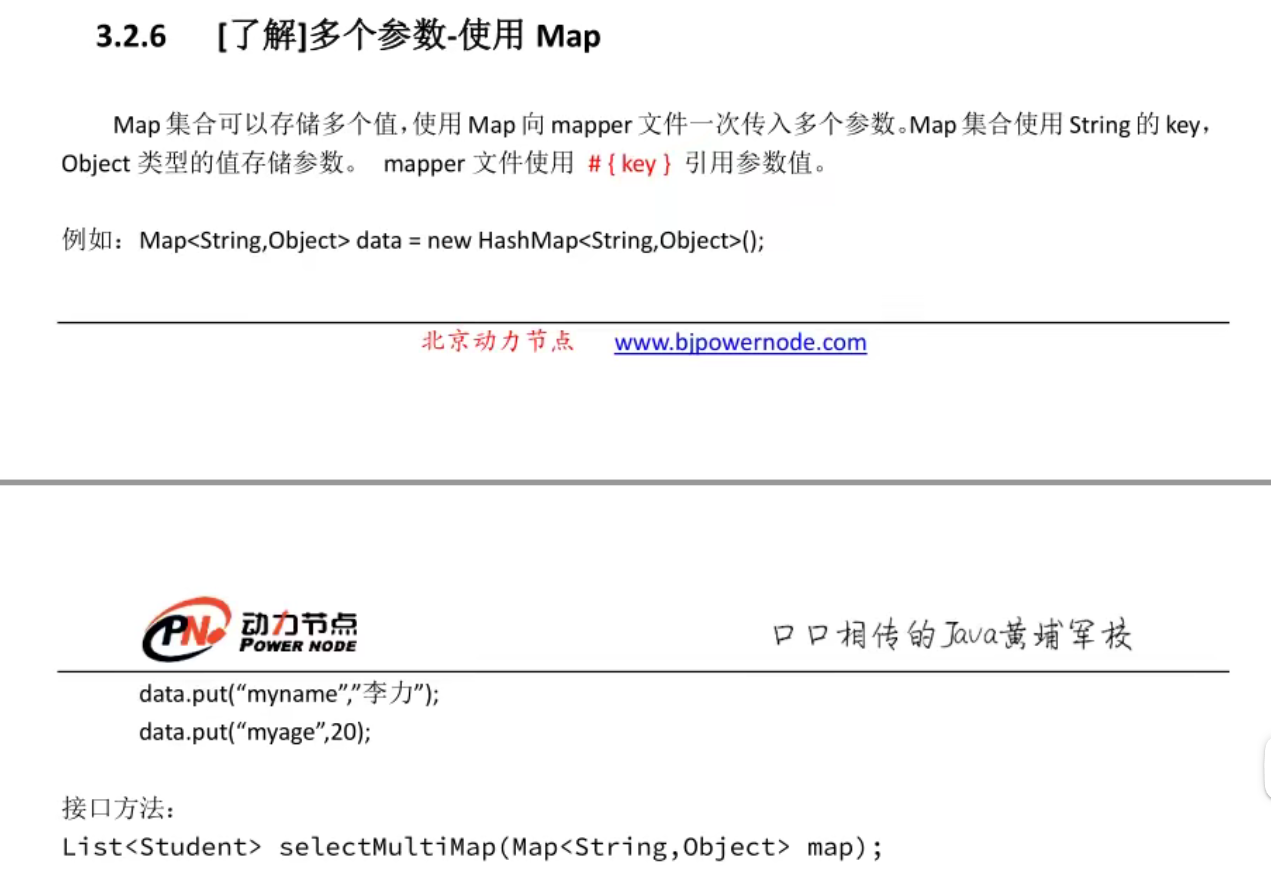 3.2.6 [了解]多个参数-使用 Map
Map 集合可以存储多个值，使用 Map 向 mapper 文件一次传入多个参数。Map 集合使用 String 的 key，
Object 类型的值存储参数。 mapper 文件使用 # { key } 引用参数值。
例如：Map<String,Object> data = new HashMap<String,Object>();
北京动力节点 www.bjpowernode.com
PN 动力节点
POWER NODE
口口相传的Java黄埔军校
data.put(“myname”,”李力”);
data.put(“myage”,20);
接口方法：
List<Student> selectMultiMap(Map<String,Object> map);